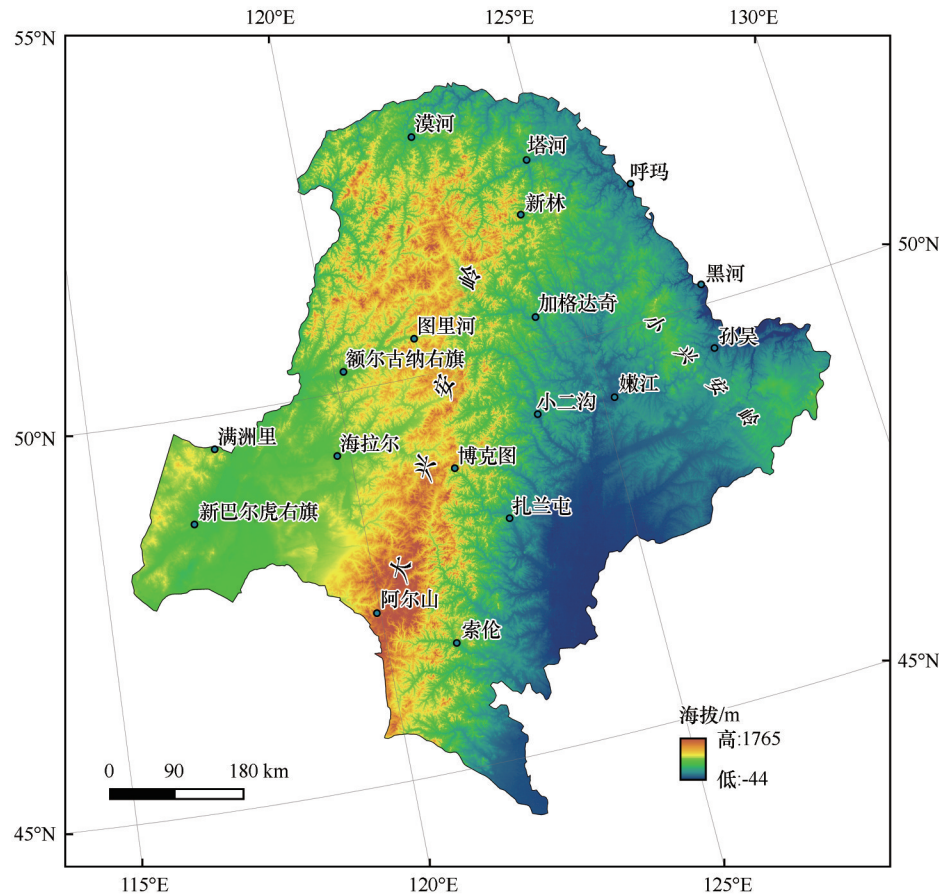 120°E
125°E
130°E
55°N
漠河
塔河
呼玛
新林
50°N
岭
黑河
加格达奇
小
图里河
兴
孙吴
额尔古纳右旗
安
嫩江
安
小二沟
岭
50°N
满洲里
海拉尔
兴
博克图
新巴尔虎右旗
扎兰屯
大
阿尔山
索伦
45°N
海拔/m
高:1765
低:-44
0 90 180 km
45°N
115°E
120°E
125°E